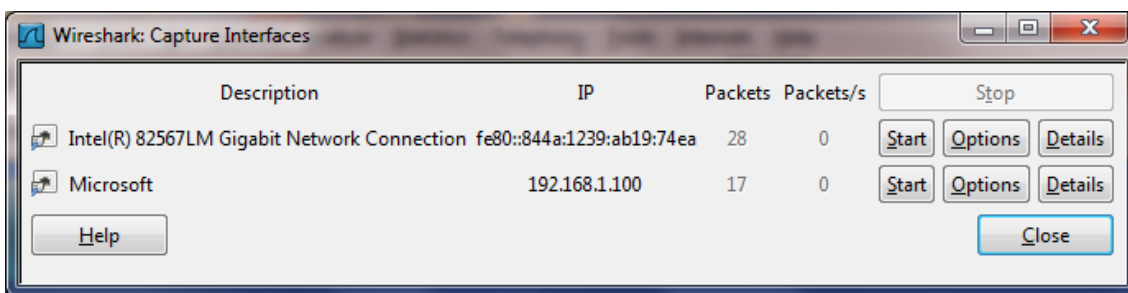 Wireshark: Capture Interfaces
Description IP Packets Packets/s Stop
Intel(R) 82567LM Gigabit Network Connection fe80::844a:1239:ab19:74ea 28 0 Start Options Details
Microsoft 192.168.1.100 17 0 Start Options Details
Help Close